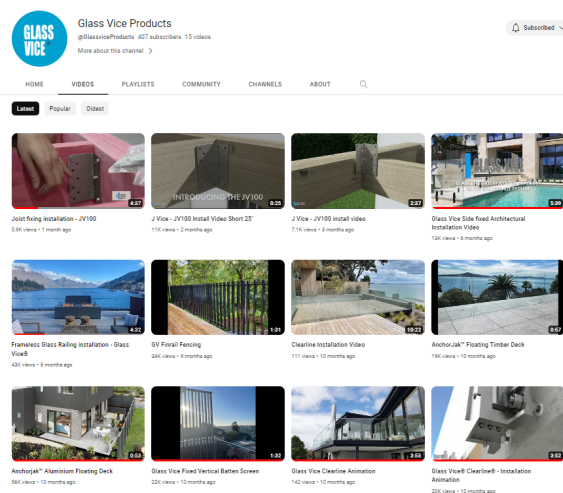 GLASS
VICE
Glass Vice Products
@GlassviceProducts 407 subscribers 15 videos
More about this channel >
Subscribed
HOME VIDEOS PLAYLISTS COMMUNITY CHANNELS ABOUT
Latest Popular Oldest
4:37
INTRODUCING THE JV100
0:25
2:27
5:39
Joist fixing installation - JV100
5.9K views • 1 month ago
J Vice - JV100 Install Video Short 25'
11K views • 2 months ago
J Vice - JV100 install video
7.1K views • 3 months ago
Glass Vice Side fixed Architectural
Installation Video
13K views • 6 months ago
4:32
1:31
10:22
8:57
Frameless Glass Railing installation - Glass
Vice®
43K views • 8 months ago
GV Finrail Fencing
34K views • 9 months ago
Clearline Installation Video
111 views • 10 months ago
AnchorJak™ Floating Timber Deck
19K views • 10 months ago
0:53
1:32
3:55
3:52
Anchorjak™ Aluminium Floating Deck
56K views • 10 months ago
Glass Vice Fixed Vertical Batten Screen
22K views • 10 months ago
Glass Vice Clearline Animation
142 views • 10 months ago
Glass Vice® Clearline® - Installation
Animation
20K views • 10 months ago